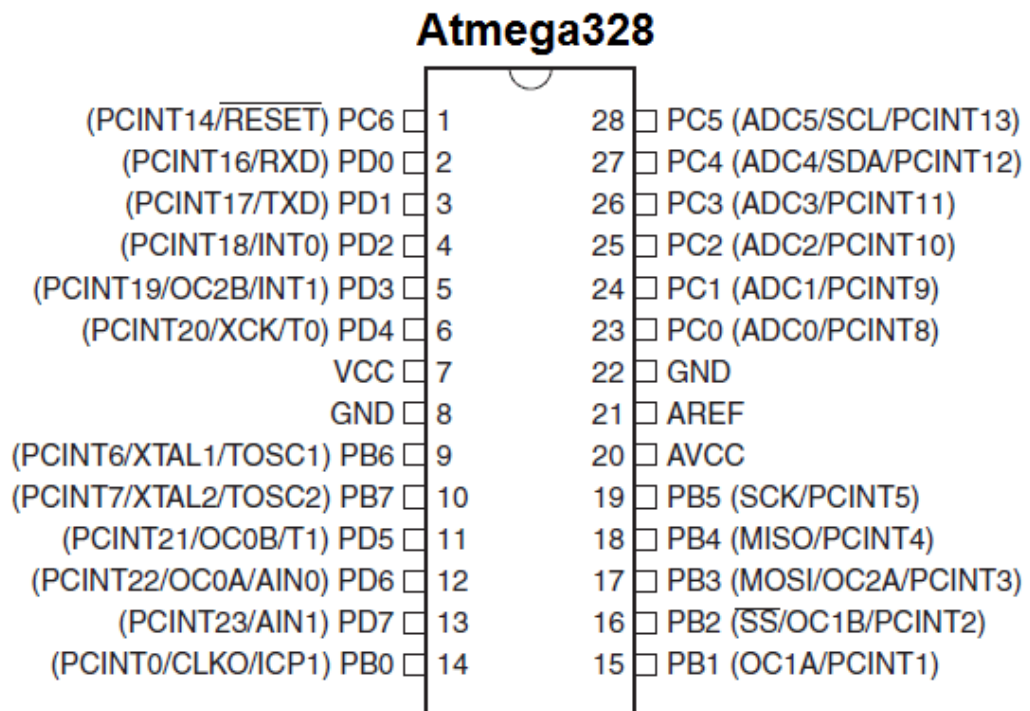 Atmega328
(PCINT14/RESET) PC6 1 28 PC5 (ADC5/SCL/PCINT13)
(PCINT16/RXD) PD0 2 27 PC4 (ADC4/SDA/PCINT12)
(PCINT17/TXD) PD1 3 26 PC3 (ADC3/PCINT11)
(PCINT18/INT0) PD2 4 25 PC2 (ADC2/PCINT10)
(PCINT19/OC2B/INT1) PD3 5 24 PC1 (ADC1/PCINT9)
(PCINT20/XCK/T0) PD4 6 23 PC0 (ADC0/PCINT8)
VCC 7 22 GND
GND 8 21 AREF
(PCINT6/XTAL1/TOSC1) PB6 9 20 AVCC
(PCINT7/XTAL2/TOSC2) PB7 10 19 PB5 (SCK/PCINT5)
(PCINT21/OC0B/T1) PD5 11 18 PB4 (MISO/PCINT4)
(PCINT22/OC0A/AIN0) PD6 12 17 PB3 (MOSI/OC2A/PCINT3)
(PCINT23/AIN1) PD7 13 16 PB2 (SS/OC1B/PCINT2)
(PCINT0/CLKO/ICP1) PB0 14 15 PB1 (OC1A/PCINT1)